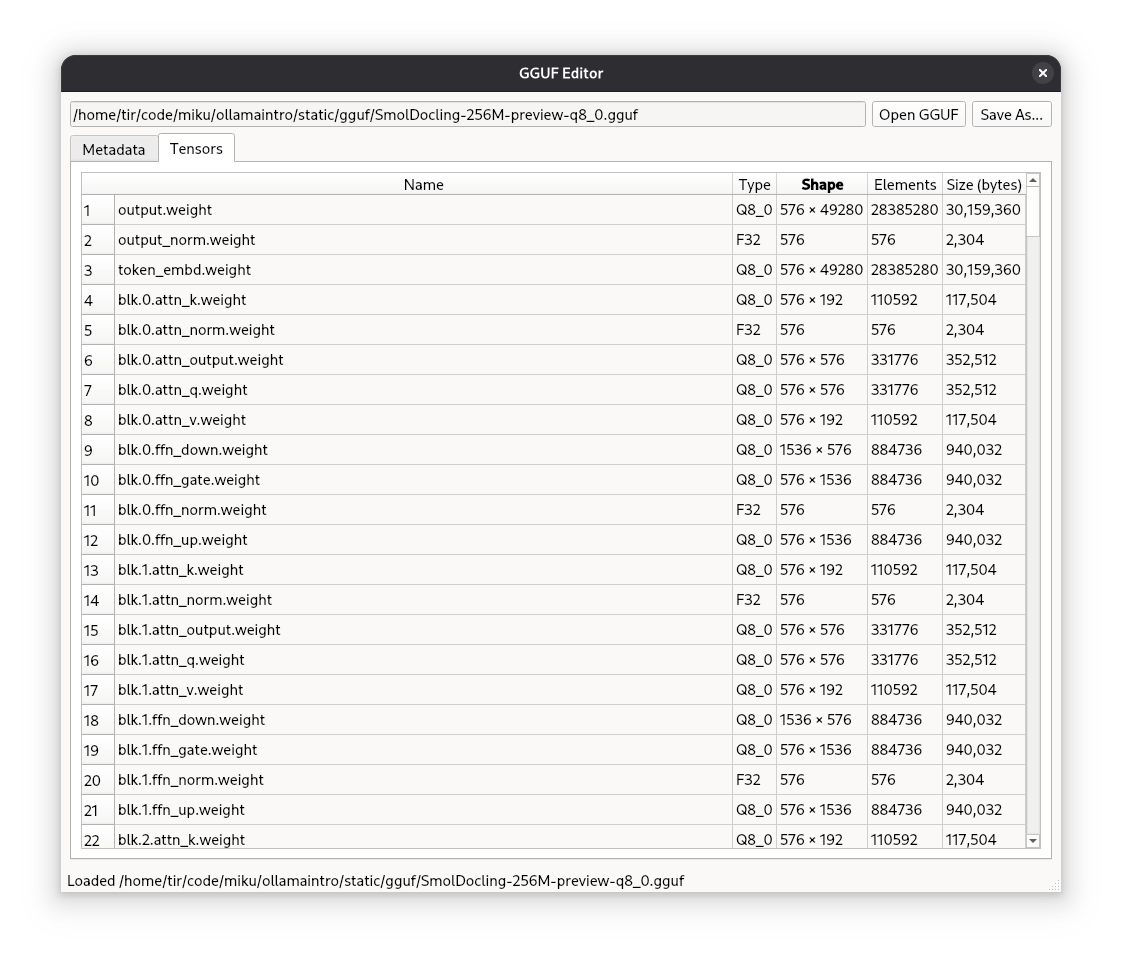 GGUF Editor
/home/tir/code/miku/ollamaintro/static/gguf/SmolDocling-256M-preview-q8_0.gguf Open GGUF Save As...
Metadata Tensors
Name Type Shape Elements Size (bytes)
1 output.weight Q8_0 576 × 49280 28385280 30,159,360
2 output_norm.weight F32 576 576 2,304
3 token_embd.weight Q8_0 576 × 49280 28385280 30,159,360
4 blk.0.attn_k.weight Q8_0 576 × 192 110592 117,504
5 blk.0.attn_norm.weight F32 576 576 2,304
6 blk.0.attn_output.weight Q8_0 576 × 576 331776 352,512
7 blk.0.attn_q.weight Q8_0 576 × 576 331776 352,512
8 blk.0.attn_v.weight Q8_0 576 × 192 110592 117,504
9 blk.0.ffn_down.weight Q8_0 1536 × 576 884736 940,032
10 blk.0.ffn_gate.weight Q8_0 576 × 1536 884736 940,032
11 blk.0.ffn_norm.weight F32 576 576 2,304
12 blk.0.ffn_up.weight Q8_0 576 × 1536 884736 940,032
13 blk.1.attn_k.weight Q8_0 576 × 192 110592 117,504
14 blk.1.attn_norm.weight F32 576 576 2,304
15 blk.1.attn_output.weight Q8_0 576 × 576 331776 352,512
16 blk.1.attn_q.weight Q8_0 576 × 576 331776 352,512
17 blk.1.attn_v.weight Q8_0 576 × 192 110592 117,504
18 blk.1.ffn_down.weight Q8_0 1536 × 576 884736 940,032
19 blk.1.ffn_gate.weight Q8_0 576 × 1536 884736 940,032
20 blk.1.ffn_norm.weight F32 576 576 2,304
21 blk.1.ffn_up.weight Q8_0 576 × 1536 884736 940,032
22 blk.2.attn_k.weight Q8_0 576 × 192 110592 117,504
Loaded /home/tir/code/miku/ollamaintro/static/gguf/SmolDocling-256M-preview-q8_0.gguf